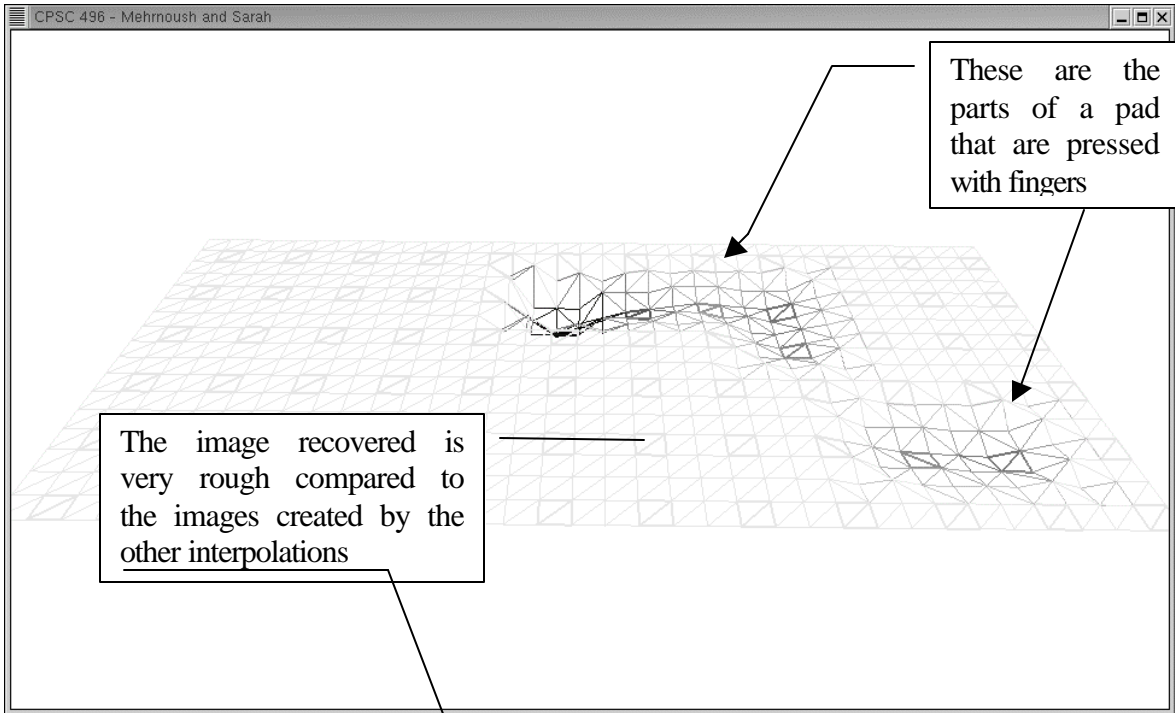 CPSC 496 - Mehrnoush and Sarah
These are the
parts of a pad
that are pressed
with fingers
The image recovered is
very rough compared to
the images created by the
other interpolations